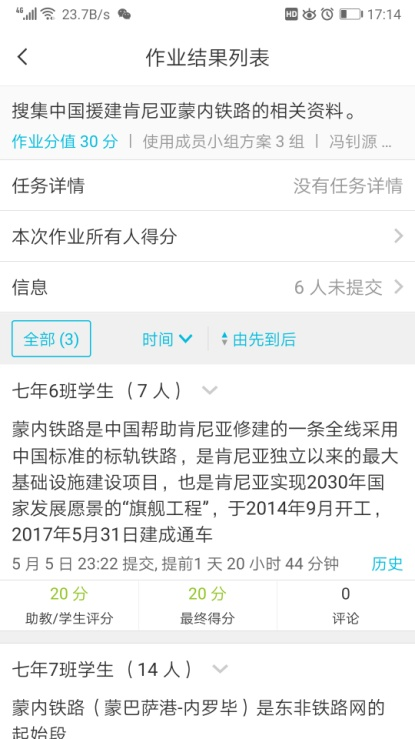 46 23.7B/s HD 17:14
作业结果列表
搜集中国援建肯尼亚蒙内铁路的相关资料。
作业分值 30 分 | 使用成员小组方案 3 组 | 冯钊源 ...
任务详情 没有任务详情
本次作业所有人得分
信息 6 人未提交
全部 (3) 时间 由先到后
七年6班学生 （7 人）
蒙内铁路是中国帮助肯尼亚修建的一条全线采用
中国标准的标轨铁路，是肯尼亚独立以来的最大
基础设施建设项目，也是肯尼亚实现2030年国
家发展愿景的“旗舰工程”，于2014年9月开工，
2017年5月31日建成通车
5 月 5 日 23:22 提交, 提前1 天 20 小时 44 分钟 历史
20 分 20 分 0
助教/学生评分 最终得分 评论
七年7班学生 （14 人）
蒙内铁路（蒙巴萨港-内罗毕）是东非铁路网的
起始段